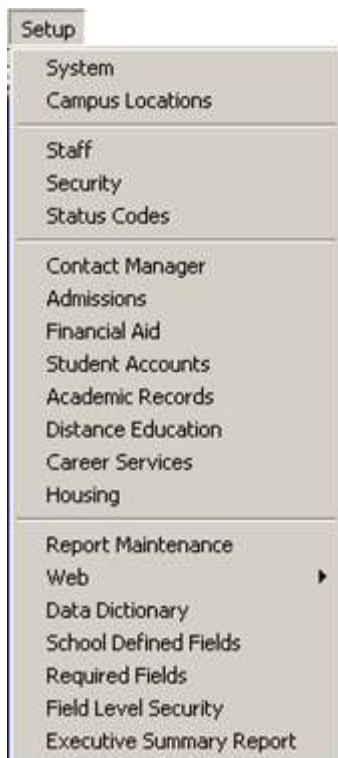 Setup
System
Campus Locations
Staff
Security
Status Codes
Contact Manager
Admissions
Financial Aid
Student Accounts
Academic Records
Distance Education
Career Services
Housing
Report Maintenance
Web
Data Dictionary
School Defined Fields
Required Fields
Field Level Security
Executive Summary Report